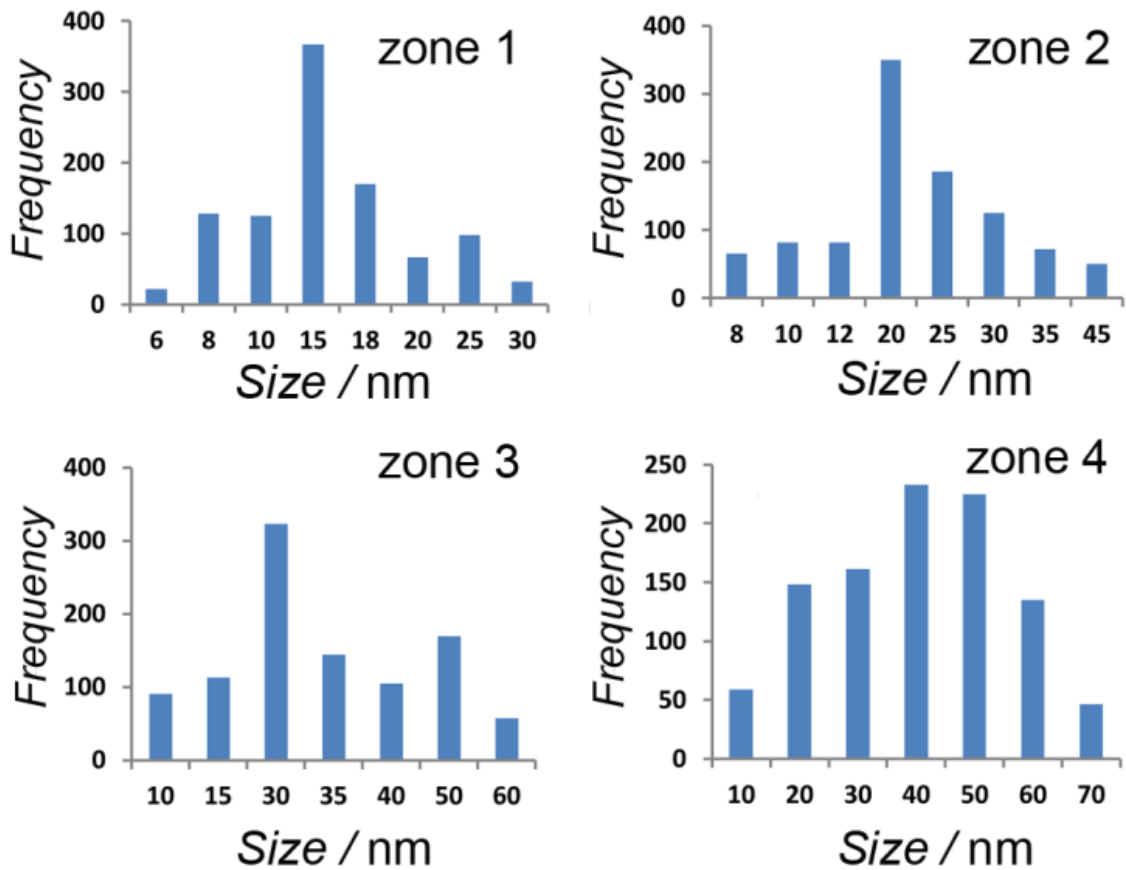 zone 1
Frequency
400
300
200
100
0
6 8 10 15 18 20 25 30
Size / nm
zone 2
Frequency
400
300
200
100
0
8 10 12 20 25 30 35 45
Size / nm
zone 3
Frequency
400
300
200
100
0
10 15 30 35 40 50 60
Size / nm
zone 4
Frequency
250
200
150
100
50
0
10 20 30 40 50 60 70
Size / nm